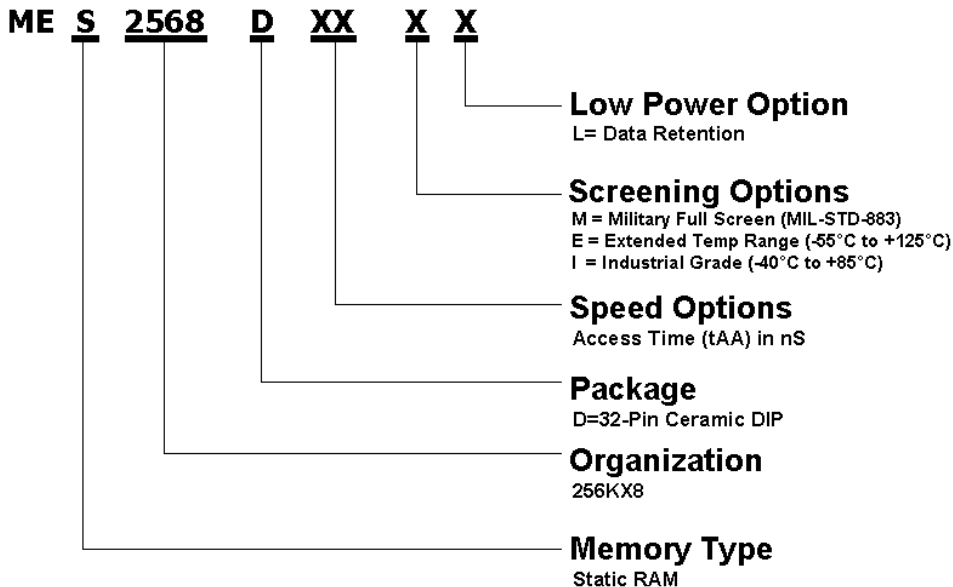 ME S 2568 D XX X X
Low Power Option
L= Data Retention
Screening Options
M = Military Full Screen (MIL-STD-883)
E = Extended Temp Range (-55°C to +125°C)
I = Industrial Grade (-40°C to +85°C)
Speed Options
Access Time (tAA) in nS
Package
D=32-Pin Ceramic DIP
Organization
256KX8
Memory Type
Static RAM